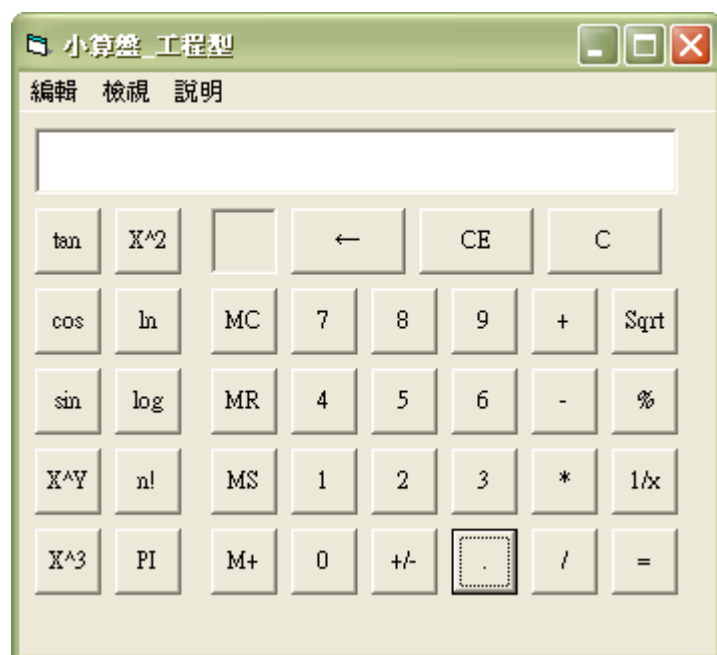 小算盤_工程型
編輯 檢視 說明
tan X^2 ← CE C
cos ln MC 7 8 9 + Sqrt
sin log MR 4 5 6 - %
X^Y n! MS 1 2 3 * 1/x
X^3 PI M+ 0 +/- . / =